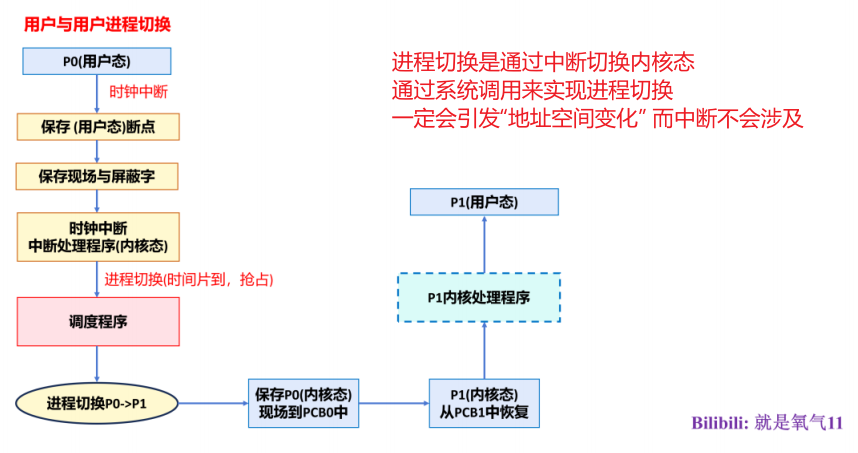 用户与用户进程切换
P0(用户态)
时钟中断
保存 (用户态)断点
保存现场与屏蔽字
时钟中断
中断处理程序(内核态)
进程切换(时间片到，抢占)
调度程序
进程切换P0->P1
保存P0(内核态)
现场到PCB0中
P1(内核态)
从PCB1中恢复
P1内核处理程序
P1(用户态)
进程切换是通过中断切换内核态
通过系统调用来实现进程切换
一定会引发“地址空间变化” 而中断不会涉及
Bilibili: 就是氧气11